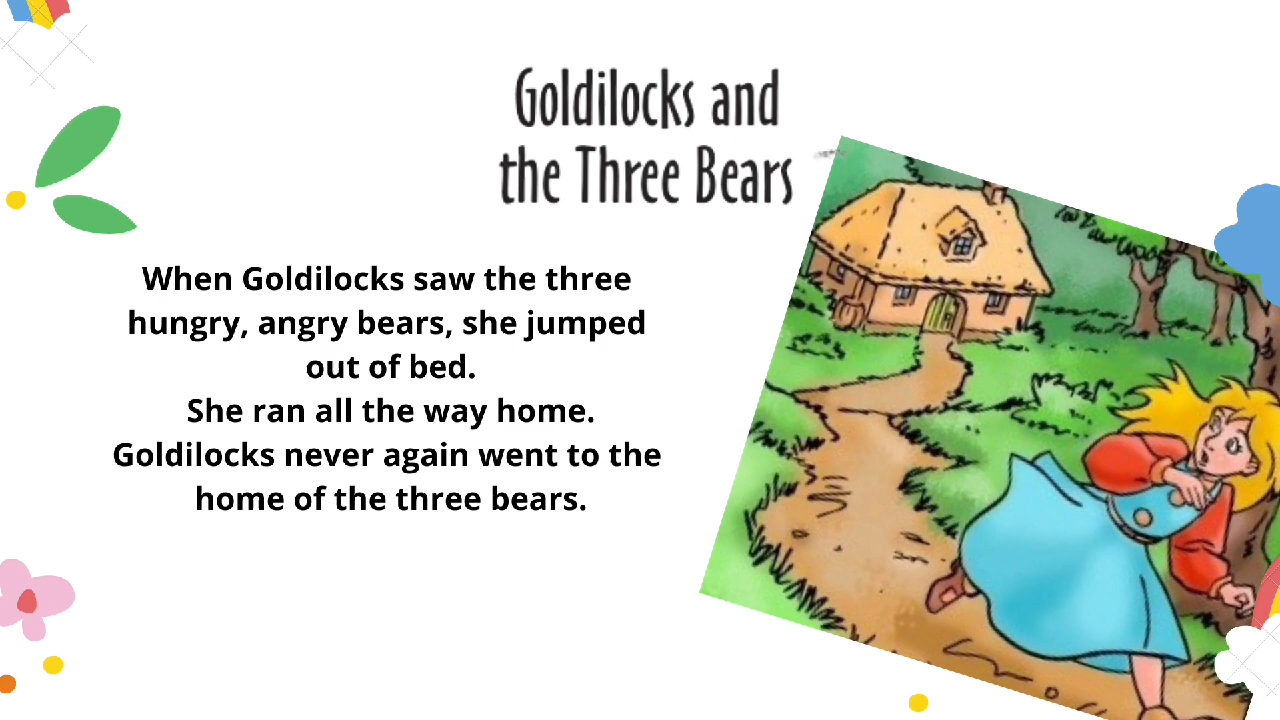 Goldilocks and
the Three Bears
When Goldilocks saw the three
hungry, angry bears, she jumped
out of bed.
She ran all the way home.
Goldilocks never again went to the
home of the three bears.